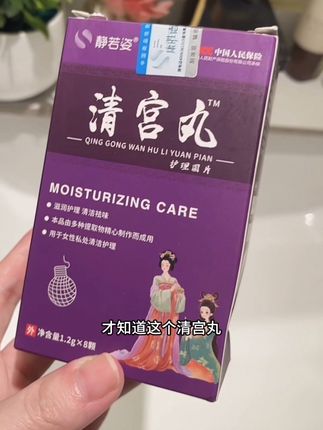 静若姿®
中国人民保险
清宫丸™
QING GONG WAN HU LI YUAN PIAN
护理圆片
MOISTURIZING CARE
• 滋润护理 清洁祛味
• 本品由多种提取物精心制作而成用
• 用于女性私处清洁护理
外 净含量:1.2g×8颗
才知道这个清宫丸